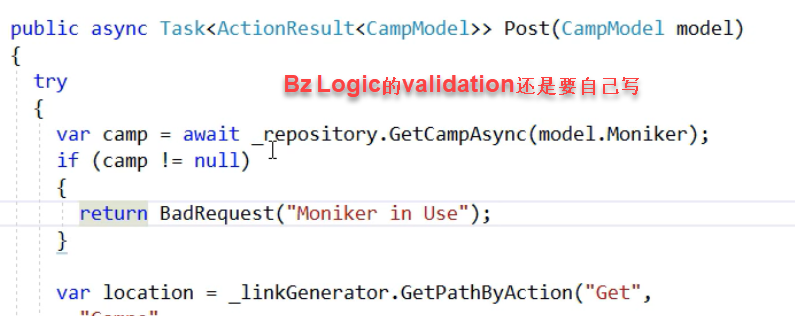 public async Task<ActionResult<CampModel>> Post(CampModel model)
{
try
Bz Logic的validation还是要自己写
{
var camp = await _repository.GetCampAsync(model.Moniker);
if (camp != null)
{
return BadRequest("Moniker in Use");
}
var location = _linkGenerator.GetPathByAction("Get",
"Camps"